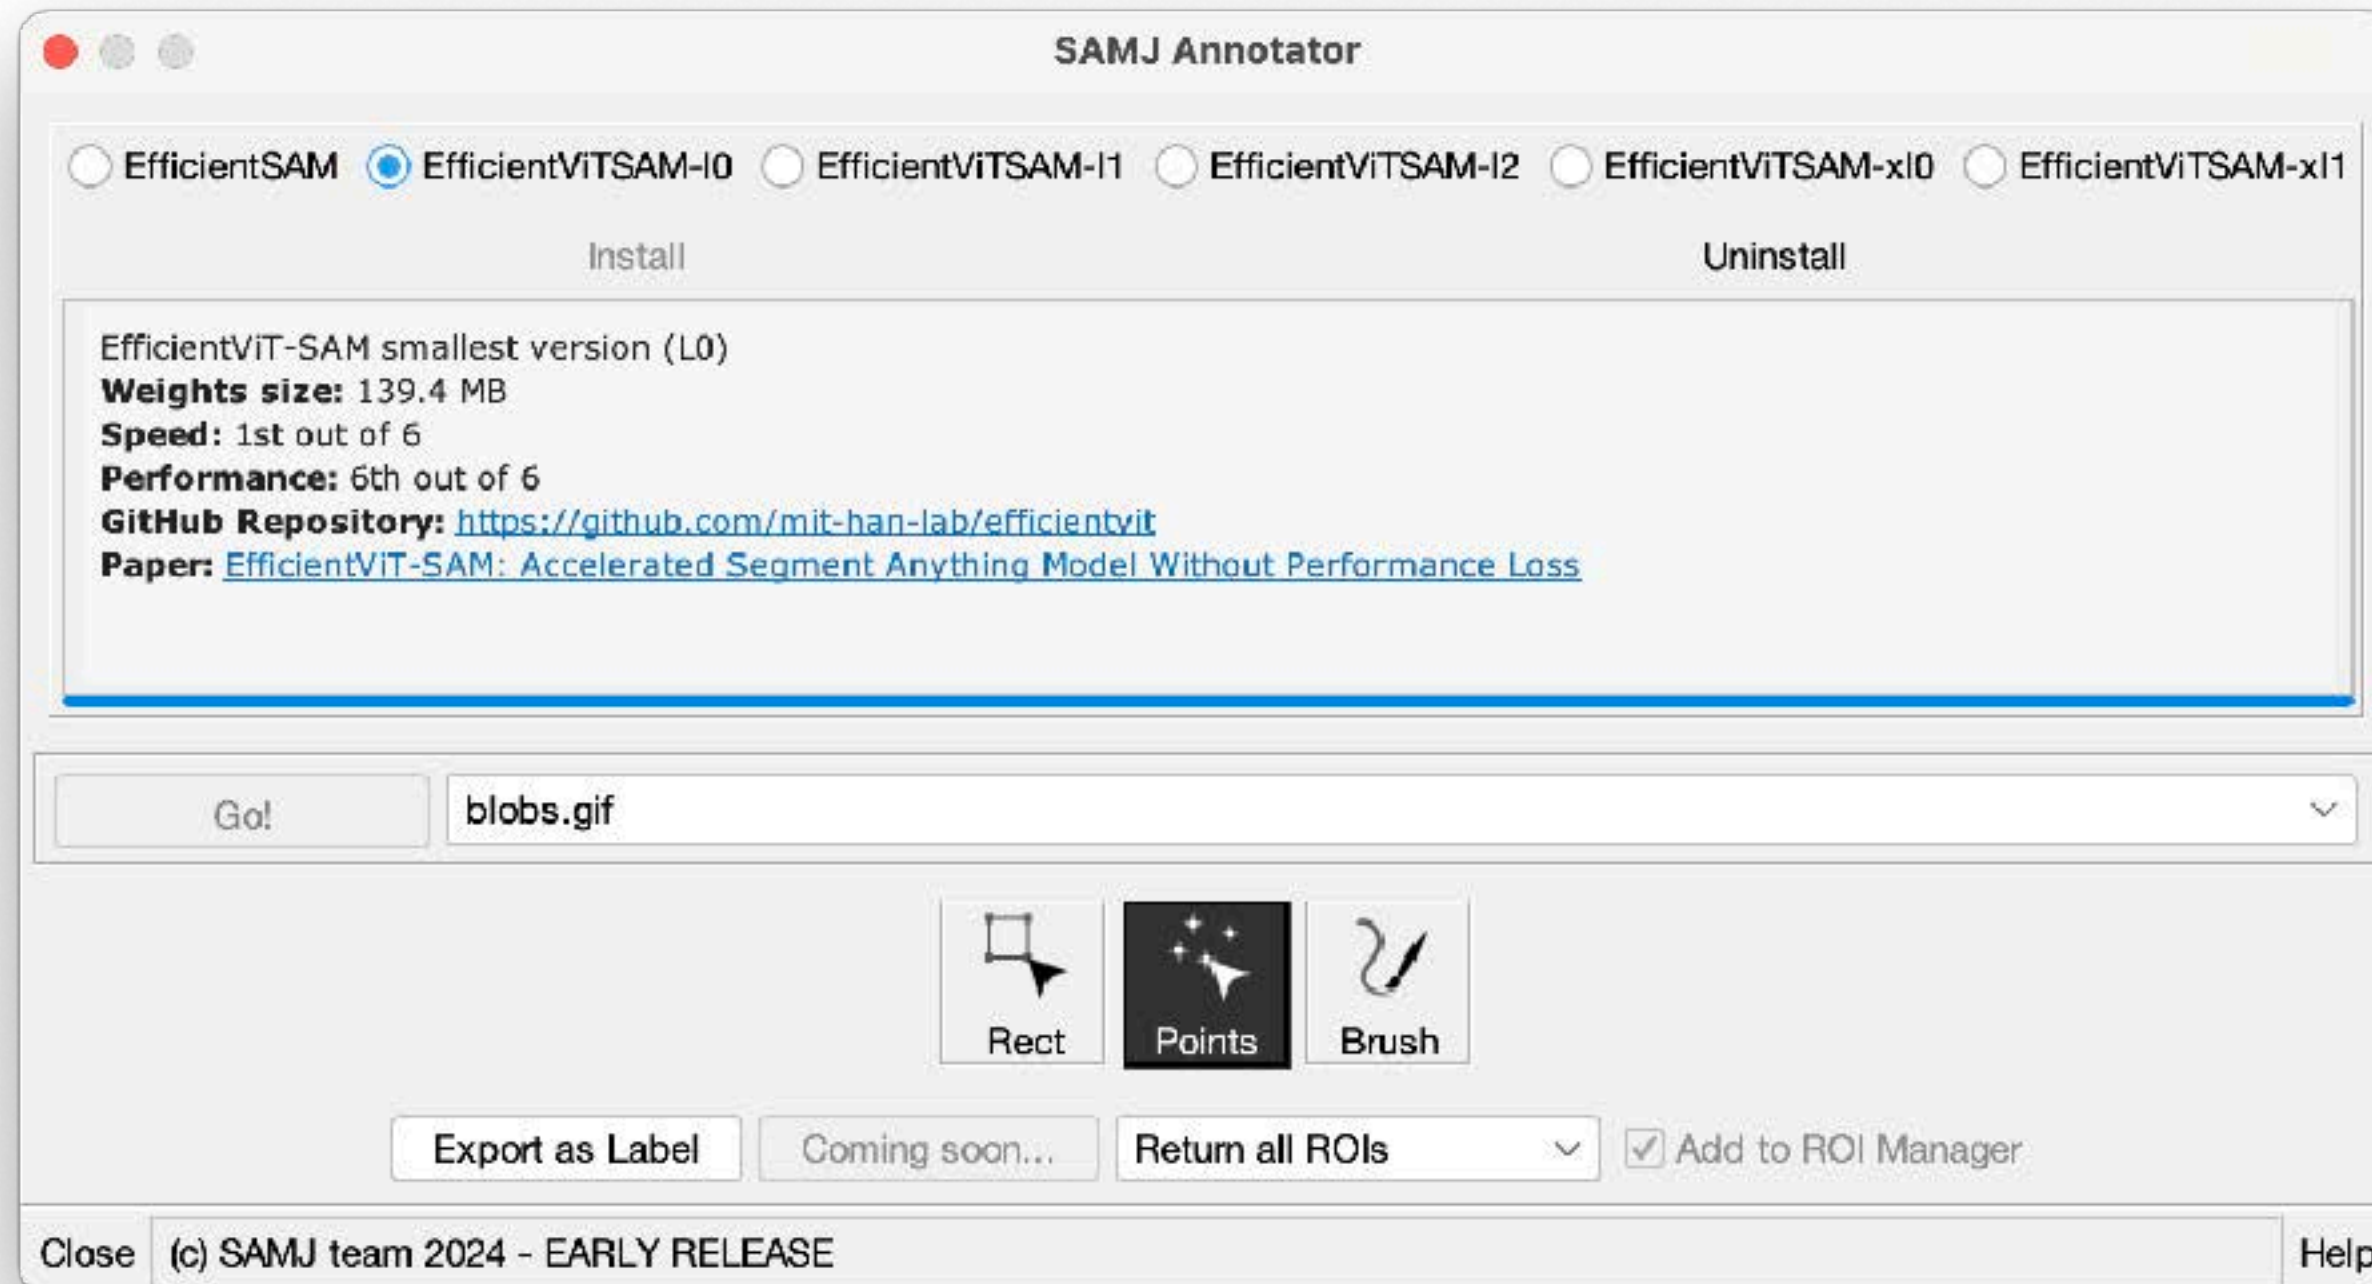 SAMJ Annotator
EfficientSAM EfficientViTSAM-l0 EfficientViTSAM-l1 EfficientViTSAM-l2 EfficientViTSAM-xl0 EfficientViTSAM-xl1
Install Uninstall
EfficientViT-SAM smallest version (L0)
Weights size: 139.4 MB
Speed: 1st out of 6
Performance: 6th out of 6
GitHub Repository: https://github.com/mit-han-lab/efficientvit
Paper: EfficientViT-SAM: Accelerated Segment Anything Model Without Performance Loss
Go! blobs.gif
Rect Points Brush
Export as Label Coming soon... Return all ROIs Add to ROI Manager
Close (c) SAMJ team 2024 - EARLY RELEASE Help